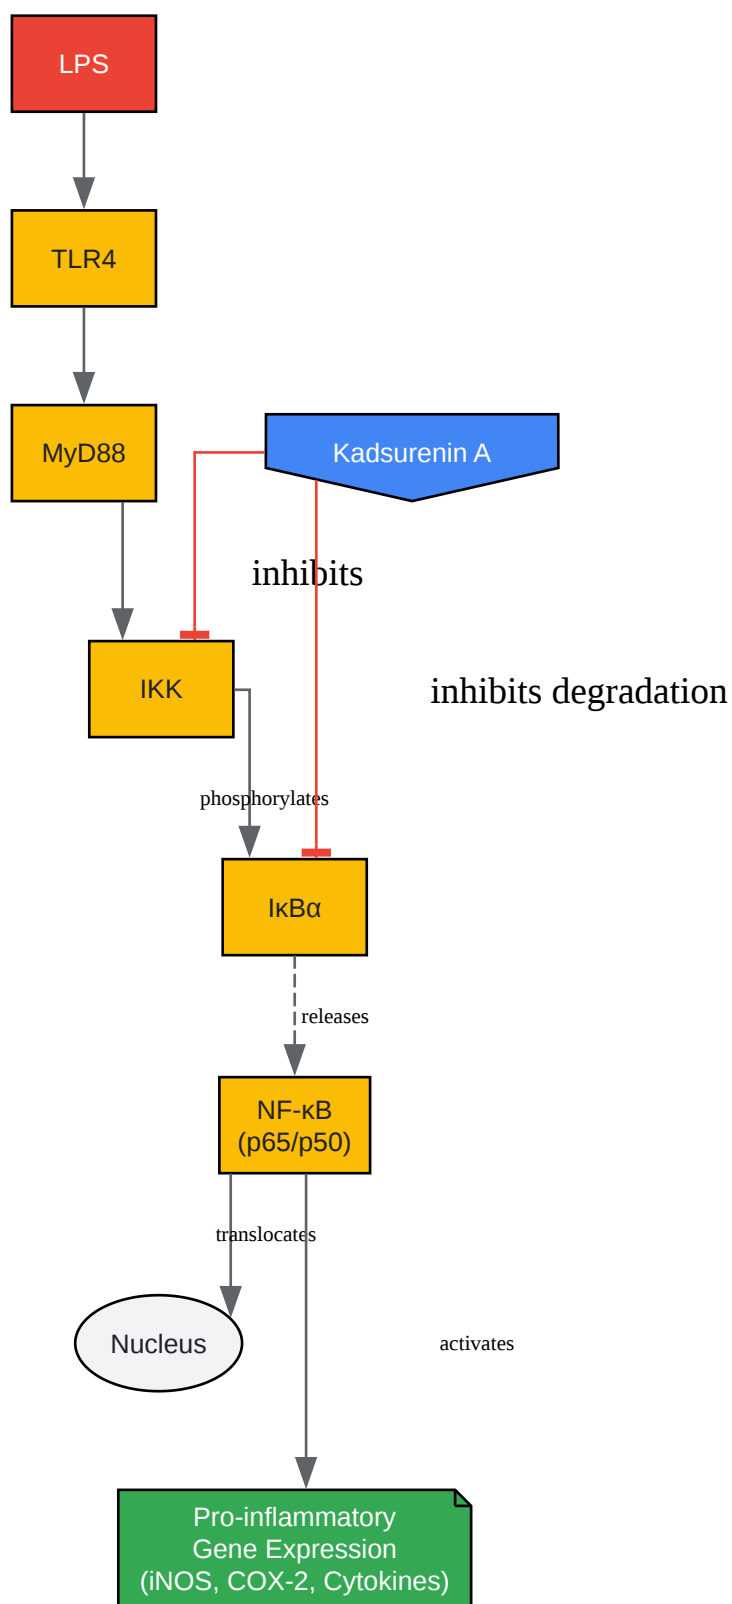 LPS
TLR4
MyD88
Kadsurenin A
inhibits
IKK
inhibits degradation
phosphorylates
IκBα
releases
NF-κB
(p65/p50)
translocates
Nucleus
activates
Pro-inflammatory
Gene Expression
(iNOS, COX-2, Cytokines)